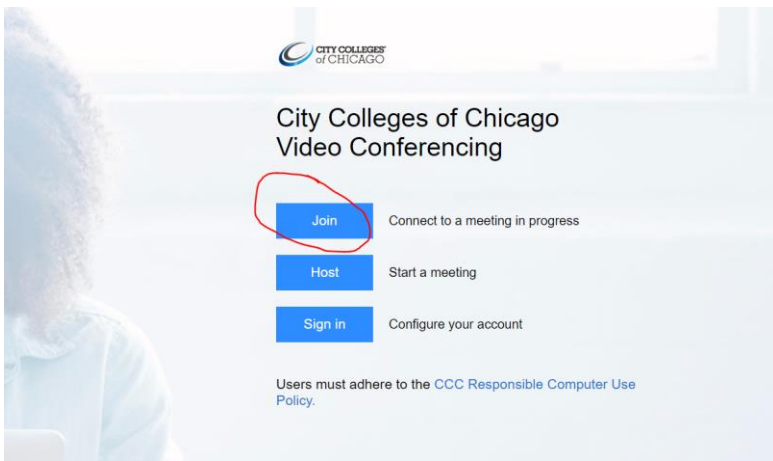 CITY COLLEGES®
of CHICAGO
City Colleges of Chicago
Video Conferencing
Join
Connect to a meeting in progress
Host
Start a meeting
Sign in
Configure your account
Users must adhere to the CCC Responsible Computer Use
Policy.